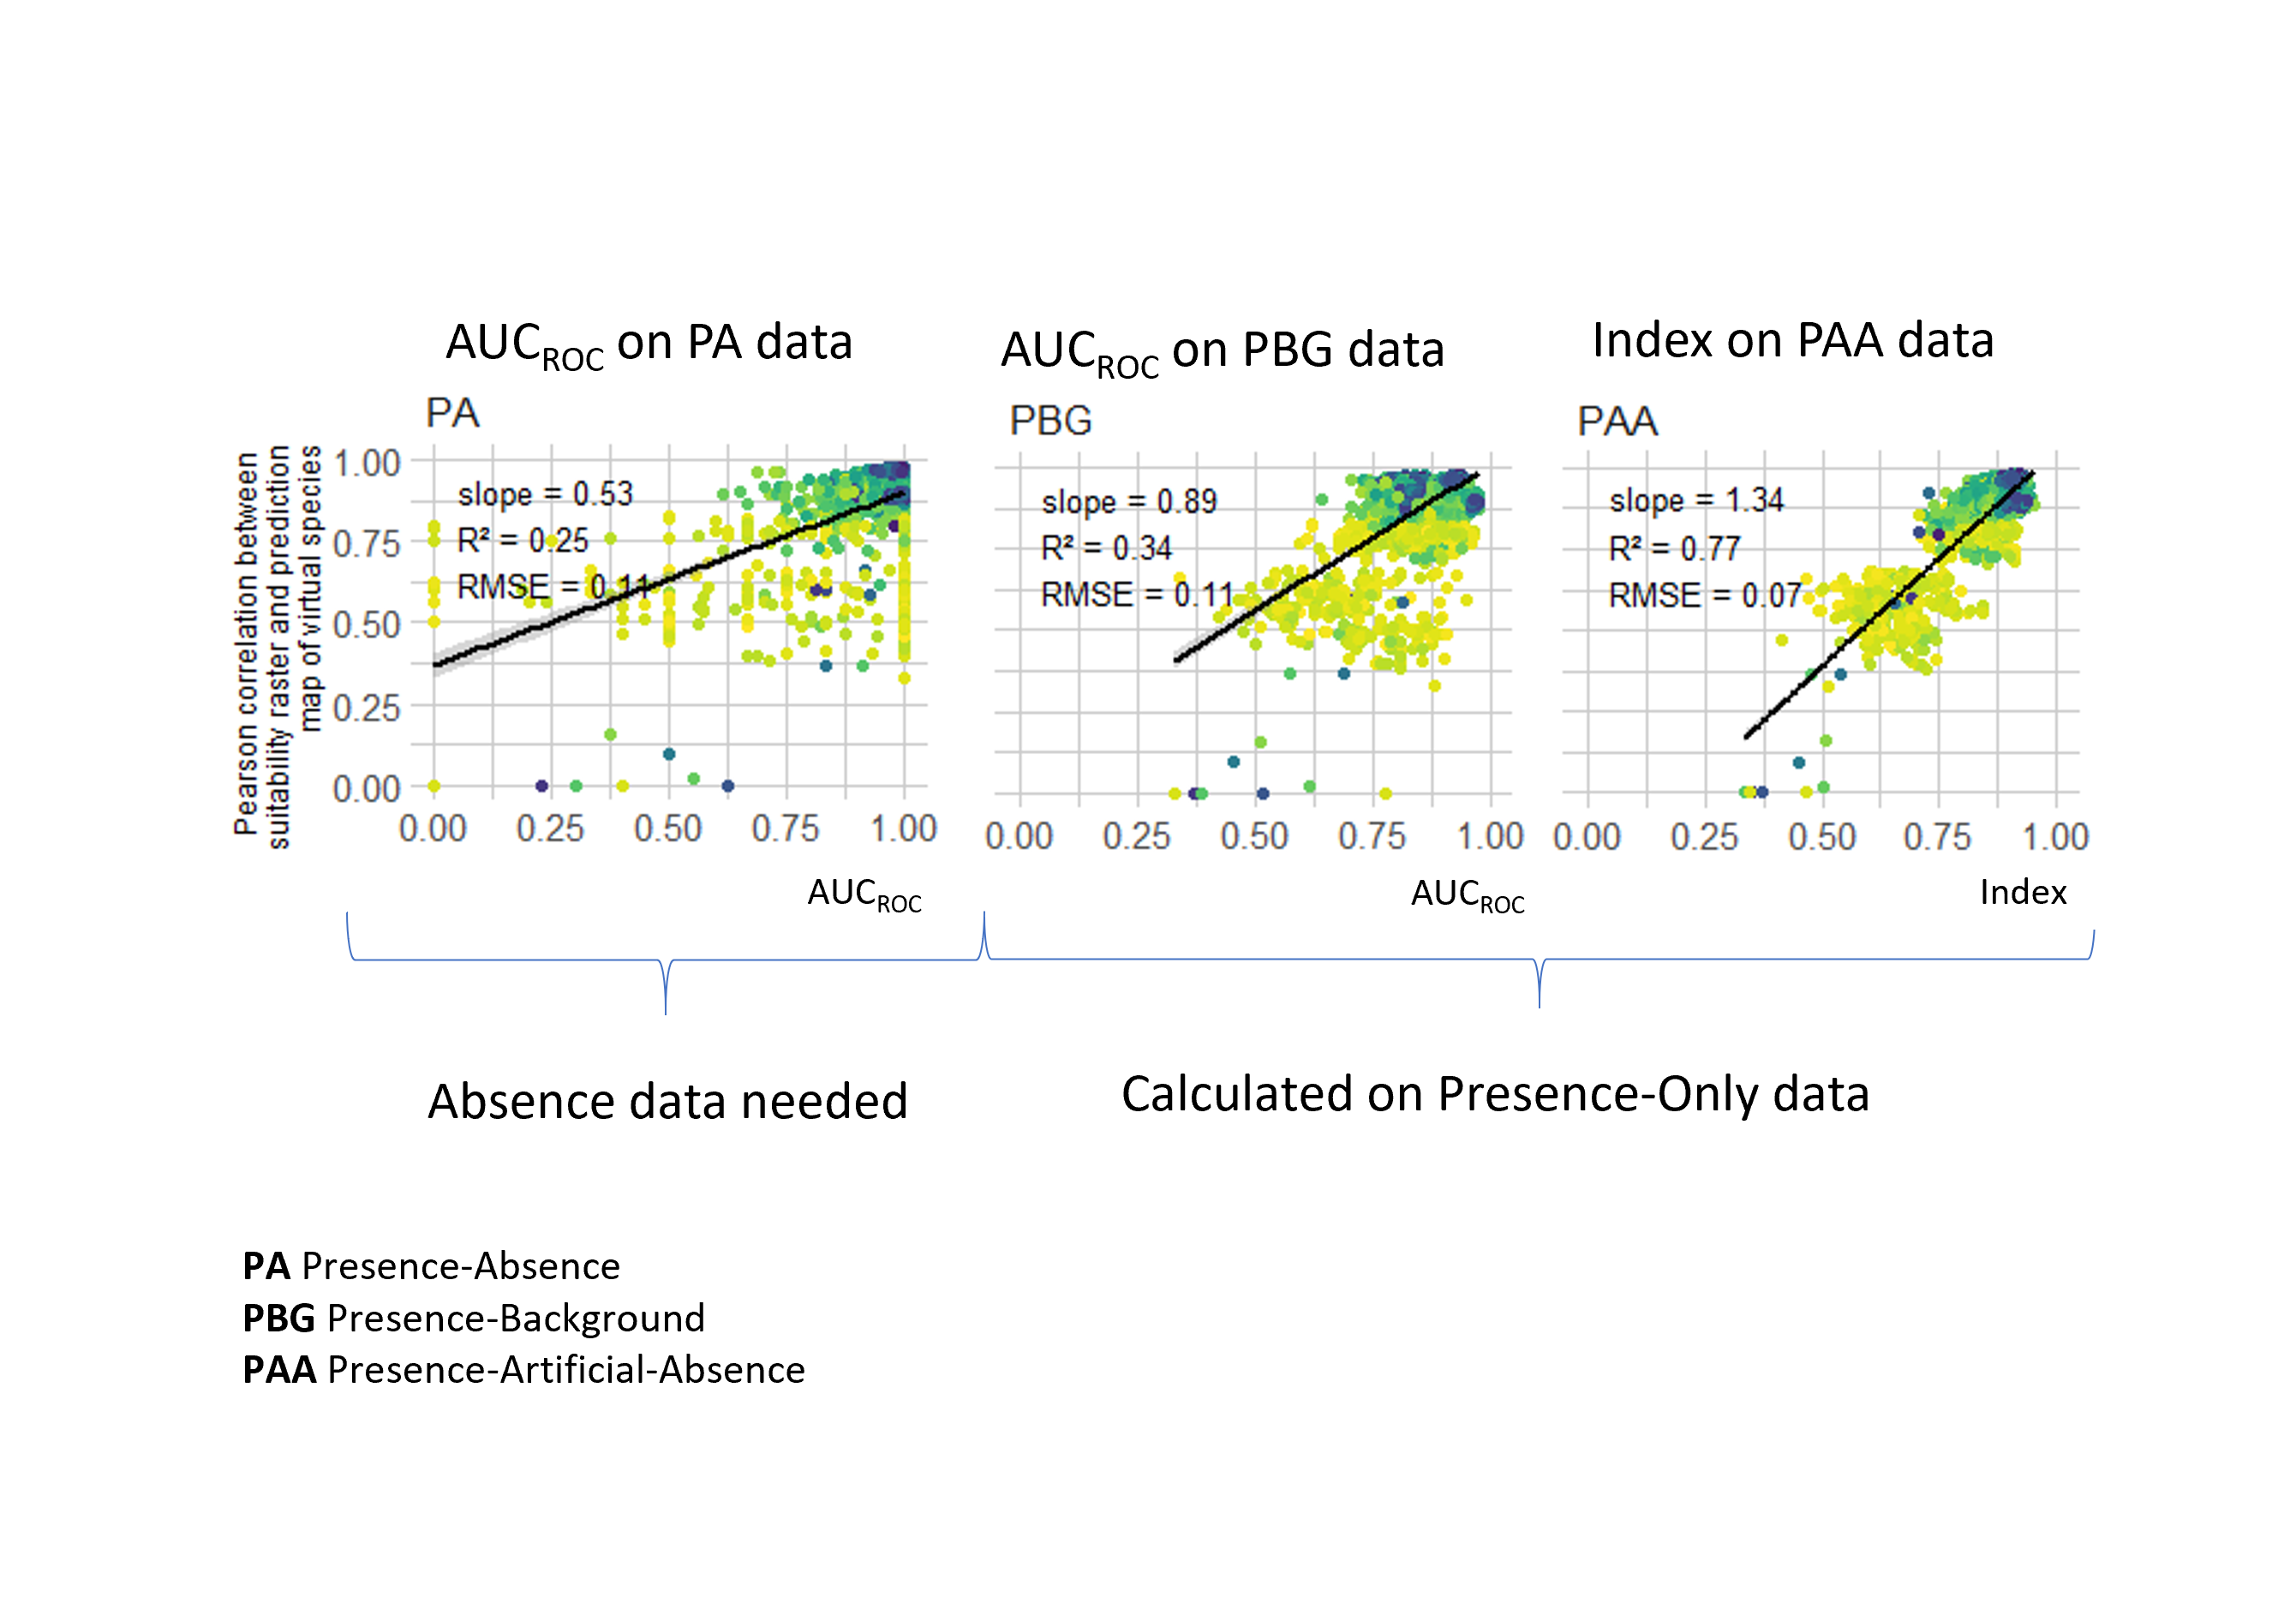 AUCROC on PA data
AUCROC on PBG data
Index on PAA data
PA
PBG
PAA
Pearson correlation between
suitability raster and prediction
map of virtual species
1.00
0.75
0.50
0.25
0.00
slope = 0.53
R² = 0.25
RMSE = 0.11
slope = 0.89
R² = 0.34
RMSE = 0.11
slope = 1.34
R² = 0.77
RMSE = 0.07
0.00 0.25 0.50 0.75 1.00
0.00 0.25 0.50 0.75 1.00
0.00 0.25 0.50 0.75 1.00
AUCROC
AUCROC
Index
Absence data needed
Calculated on Presence-Only data
PA Presence-Absence
PBG Presence-Background
PAA Presence-Artificial-Absence